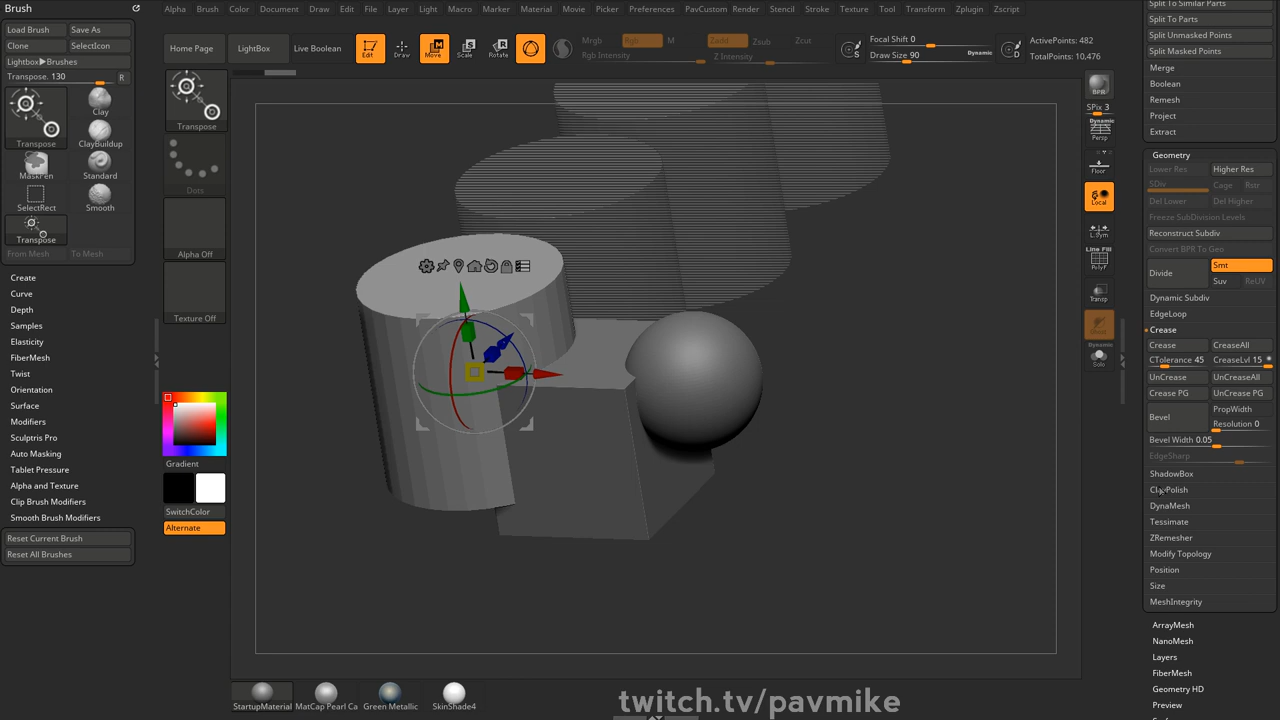 Brush
Alpha Brush Color Document Draw Edit File Layer Light Macro Marker Material Movie Picker Preferences PavCustom Render Stencil Stroke Texture Tool Transform Zplugin Zscript
Load Brush Save As
Clone SelectIcon
Lightbox▶Brushes
Transpose. 130 R
Transpose
Clay
ClayBuildup
MaskPen
Standard
SelectRect
Smooth
Transpose
From Mesh To Mesh
Create
Curve
Depth
Samples
Elasticity
FiberMesh
Twist
Orientation
Surface
Modifiers
Sculptris Pro
Auto Masking
Tablet Pressure
Alpha and Texture
Clip Brush Modifiers
Smooth Brush Modifiers
Reset Current Brush
Reset All Brushes
Home Page LightBox Live Boolean
Edit Draw Move Scale Rotate
Mrgb Rgb M
Rgb Intensity
Zadd Zsub Zcut
Z Intensity
S
Focal Shift 0
Draw Size 90 Dynamic
D
ActivePoints: 482
TotalPoints: 10,476
Transpose
Dots
Alpha Off
Texture Off
Gradient
SwitchColor
Alternate
BPR
SPix 3
Dynamic
Persp
Floor
Local
L.Sym
Line Fill
PolyF
Transp
Dynamic
Solo
Split To Similar Parts
Split To Parts
Split Unmasked Points
Split Masked Points
Merge
Boolean
Remesh
Project
Extract
Geometry
Lower Res Higher Res
SDiv Cage Rstr
Del Lower Del Higher
Freeze SubDivision Levels
Reconstruct Subdiv
Convert BPR To Geo
Divide Smt
Suv ReUV
Dynamic Subdiv
EdgeLoop
Crease
Crease CreaseAll
CTolerance 45 CreaseLvl 15
UnCrease UnCreaseAll
Crease PG UnCrease PG
Bevel PropWidth
Resolution 0
Bevel Width 0.05
EdgeSharp
ShadowBox
ClayPolish
DynaMesh
Tessimate
ZRemesher
Modify Topology
Position
Size
MeshIntegrity
ArrayMesh
NanoMesh
Layers
FiberMesh
Geometry HD
Preview
StartupMaterial MatCap Pearl Ca Green Metallic SkinShade4
twitch.tv/pavmike